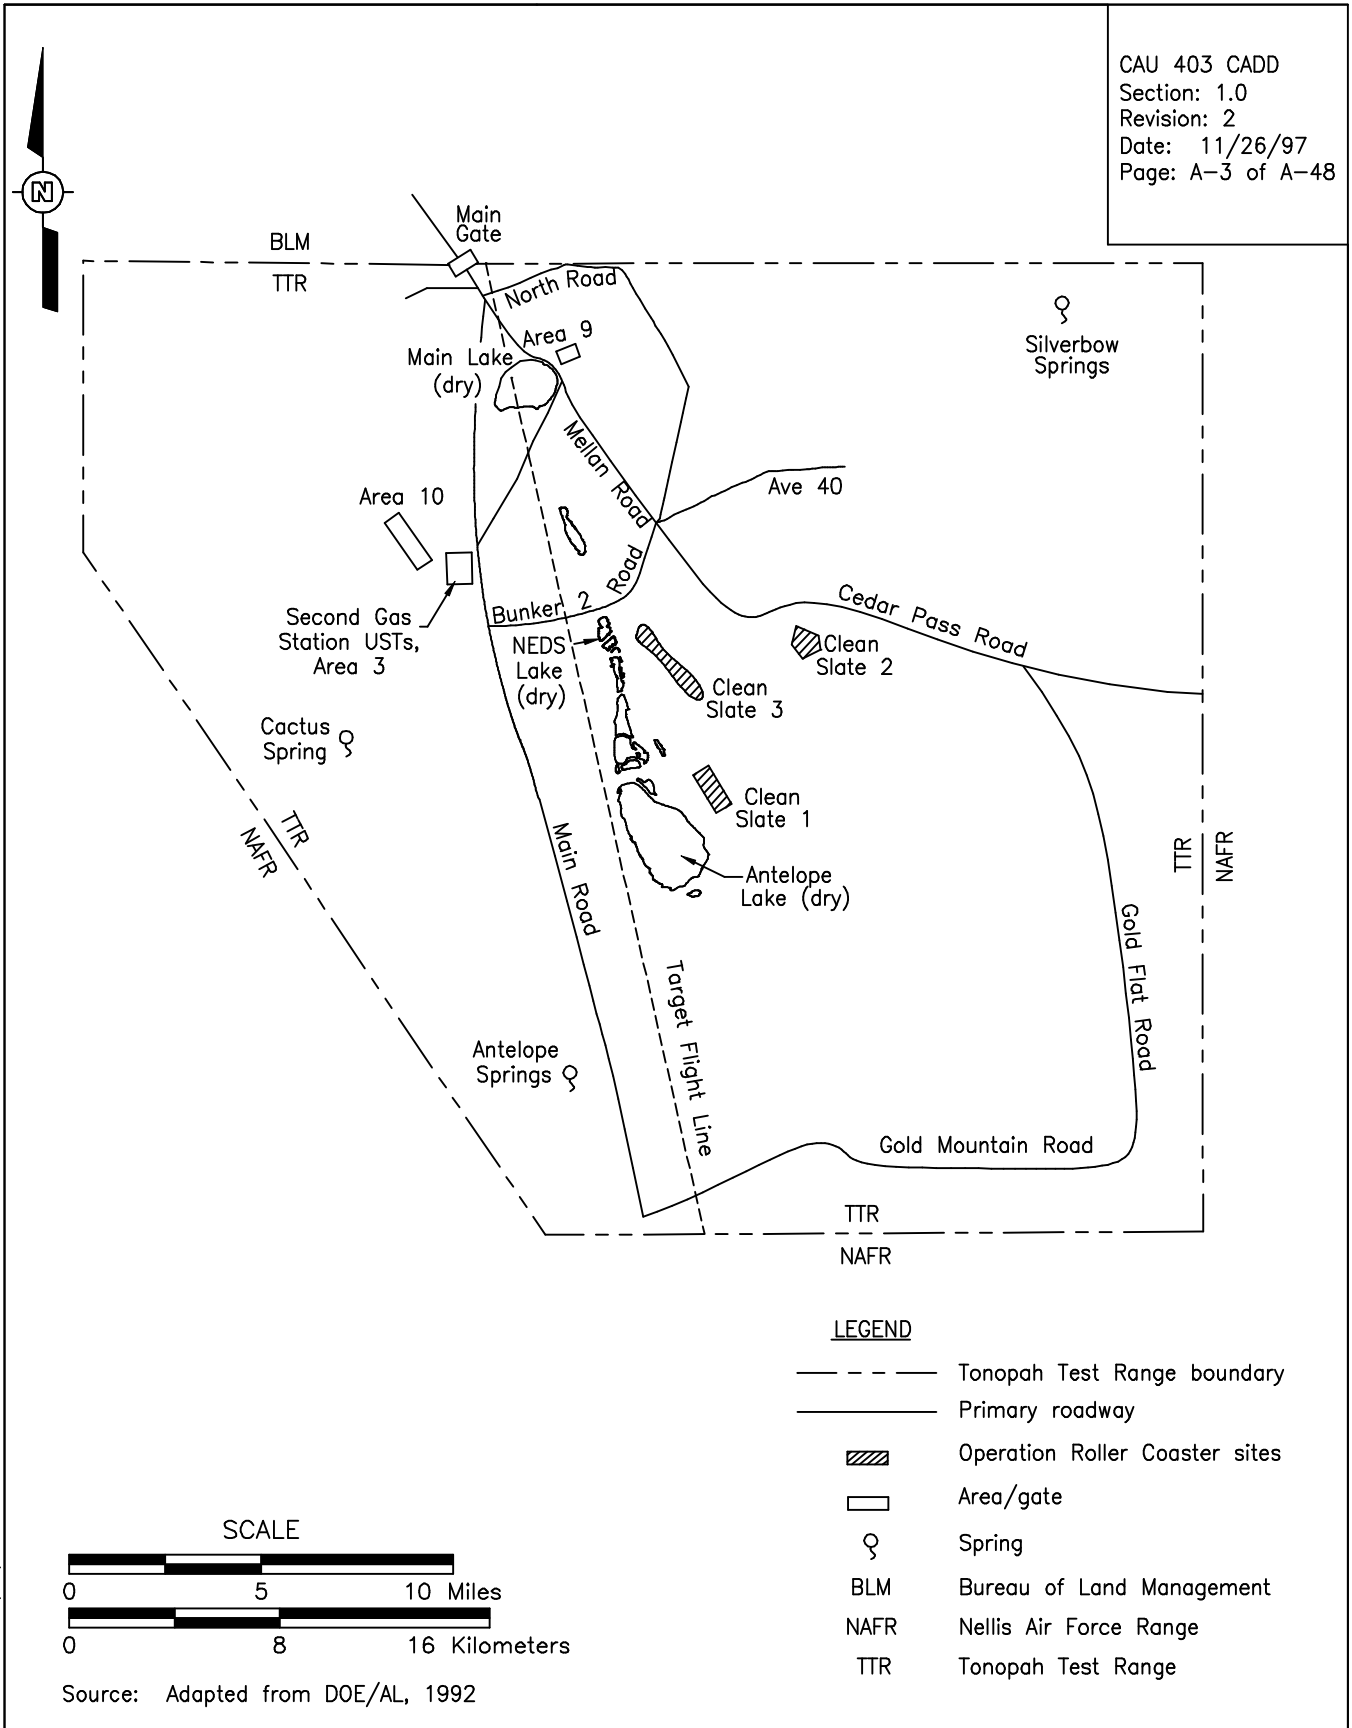 CAU 403 CADD
Section: 1.0
Revision: 2
Date: 11/26/97
Page: A-3 of A-48
N
Main
Gate
BLM
TTR
North Road
Area 9
Main Lake
(dry)
Silverbow
Springs
Mellan Road
Ave 40
Area 10
Bunker 2 Road
Cedar Pass Road
Second Gas
Station USTs,
Area 3
NEDS
Lake
(dry)
Clean
Slate 2
Clean
Slate 3
Cactus
Spring
Clean
Slate 1
TTR
NAFR
Main Road
TTR
NAFR
Antelope
Lake (dry)
Gold Flat Road
Target Flight Line
Antelope
Springs
Gold Mountain Road
TTR
NAFR
LEGEND
Tonopah Test Range boundary
Primary roadway
Operation Roller Coaster sites
Area/gate
Spring
BLM Bureau of Land Management
NAFR Nellis Air Force Range
TTR Tonopah Test Range
SCALE
0 5 10 Miles
0 8 16 Kilometers
Source: Adapted from DOE/AL, 1992